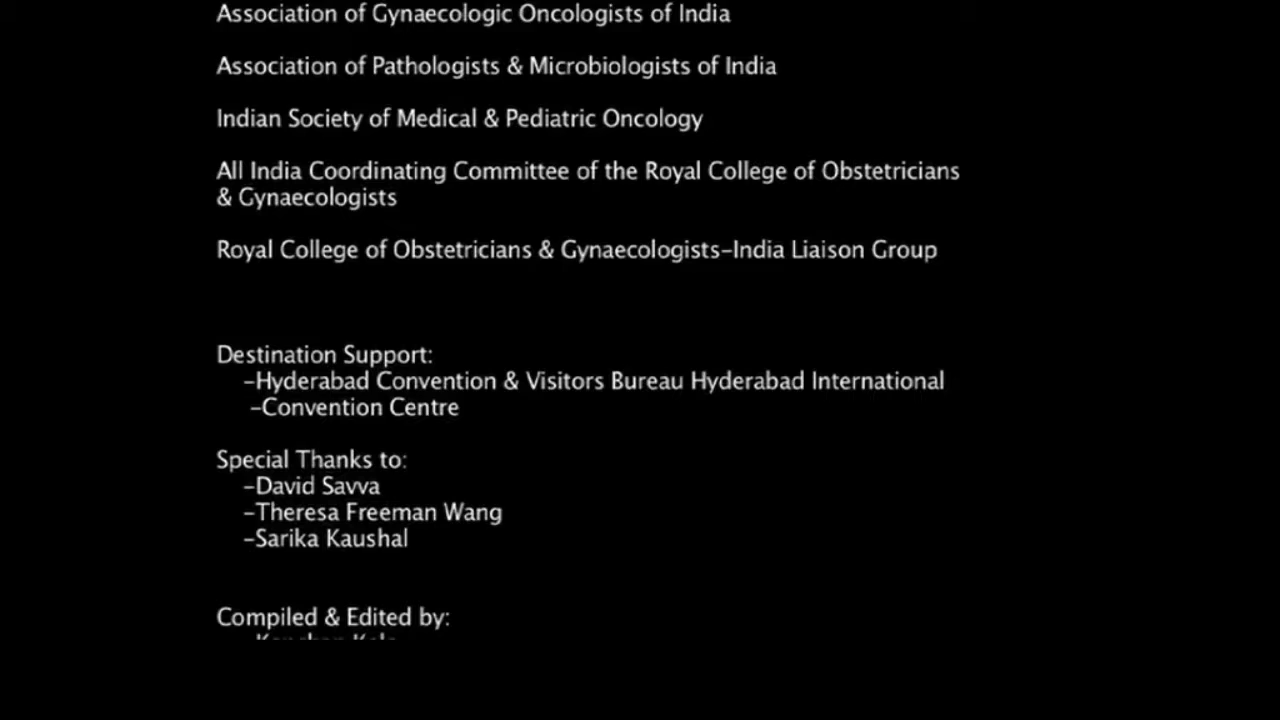 Association of Gynaecologic Oncologists of India
Association of Pathologists & Microbiologists of India
Indian Society of Medical & Pediatric Oncology
All India Coordinating Committee of the Royal College of Obstetricians
& Gynaecologists
Royal College of Obstetricians & Gynaecologists-India Liaison Group
Destination Support:
-Hyderabad Convention & Visitors Bureau Hyderabad International
-Convention Centre
Special Thanks to:
-David Savva
-Theresa Freeman Wang
-Sarika Kaushal
Compiled & Edited by: